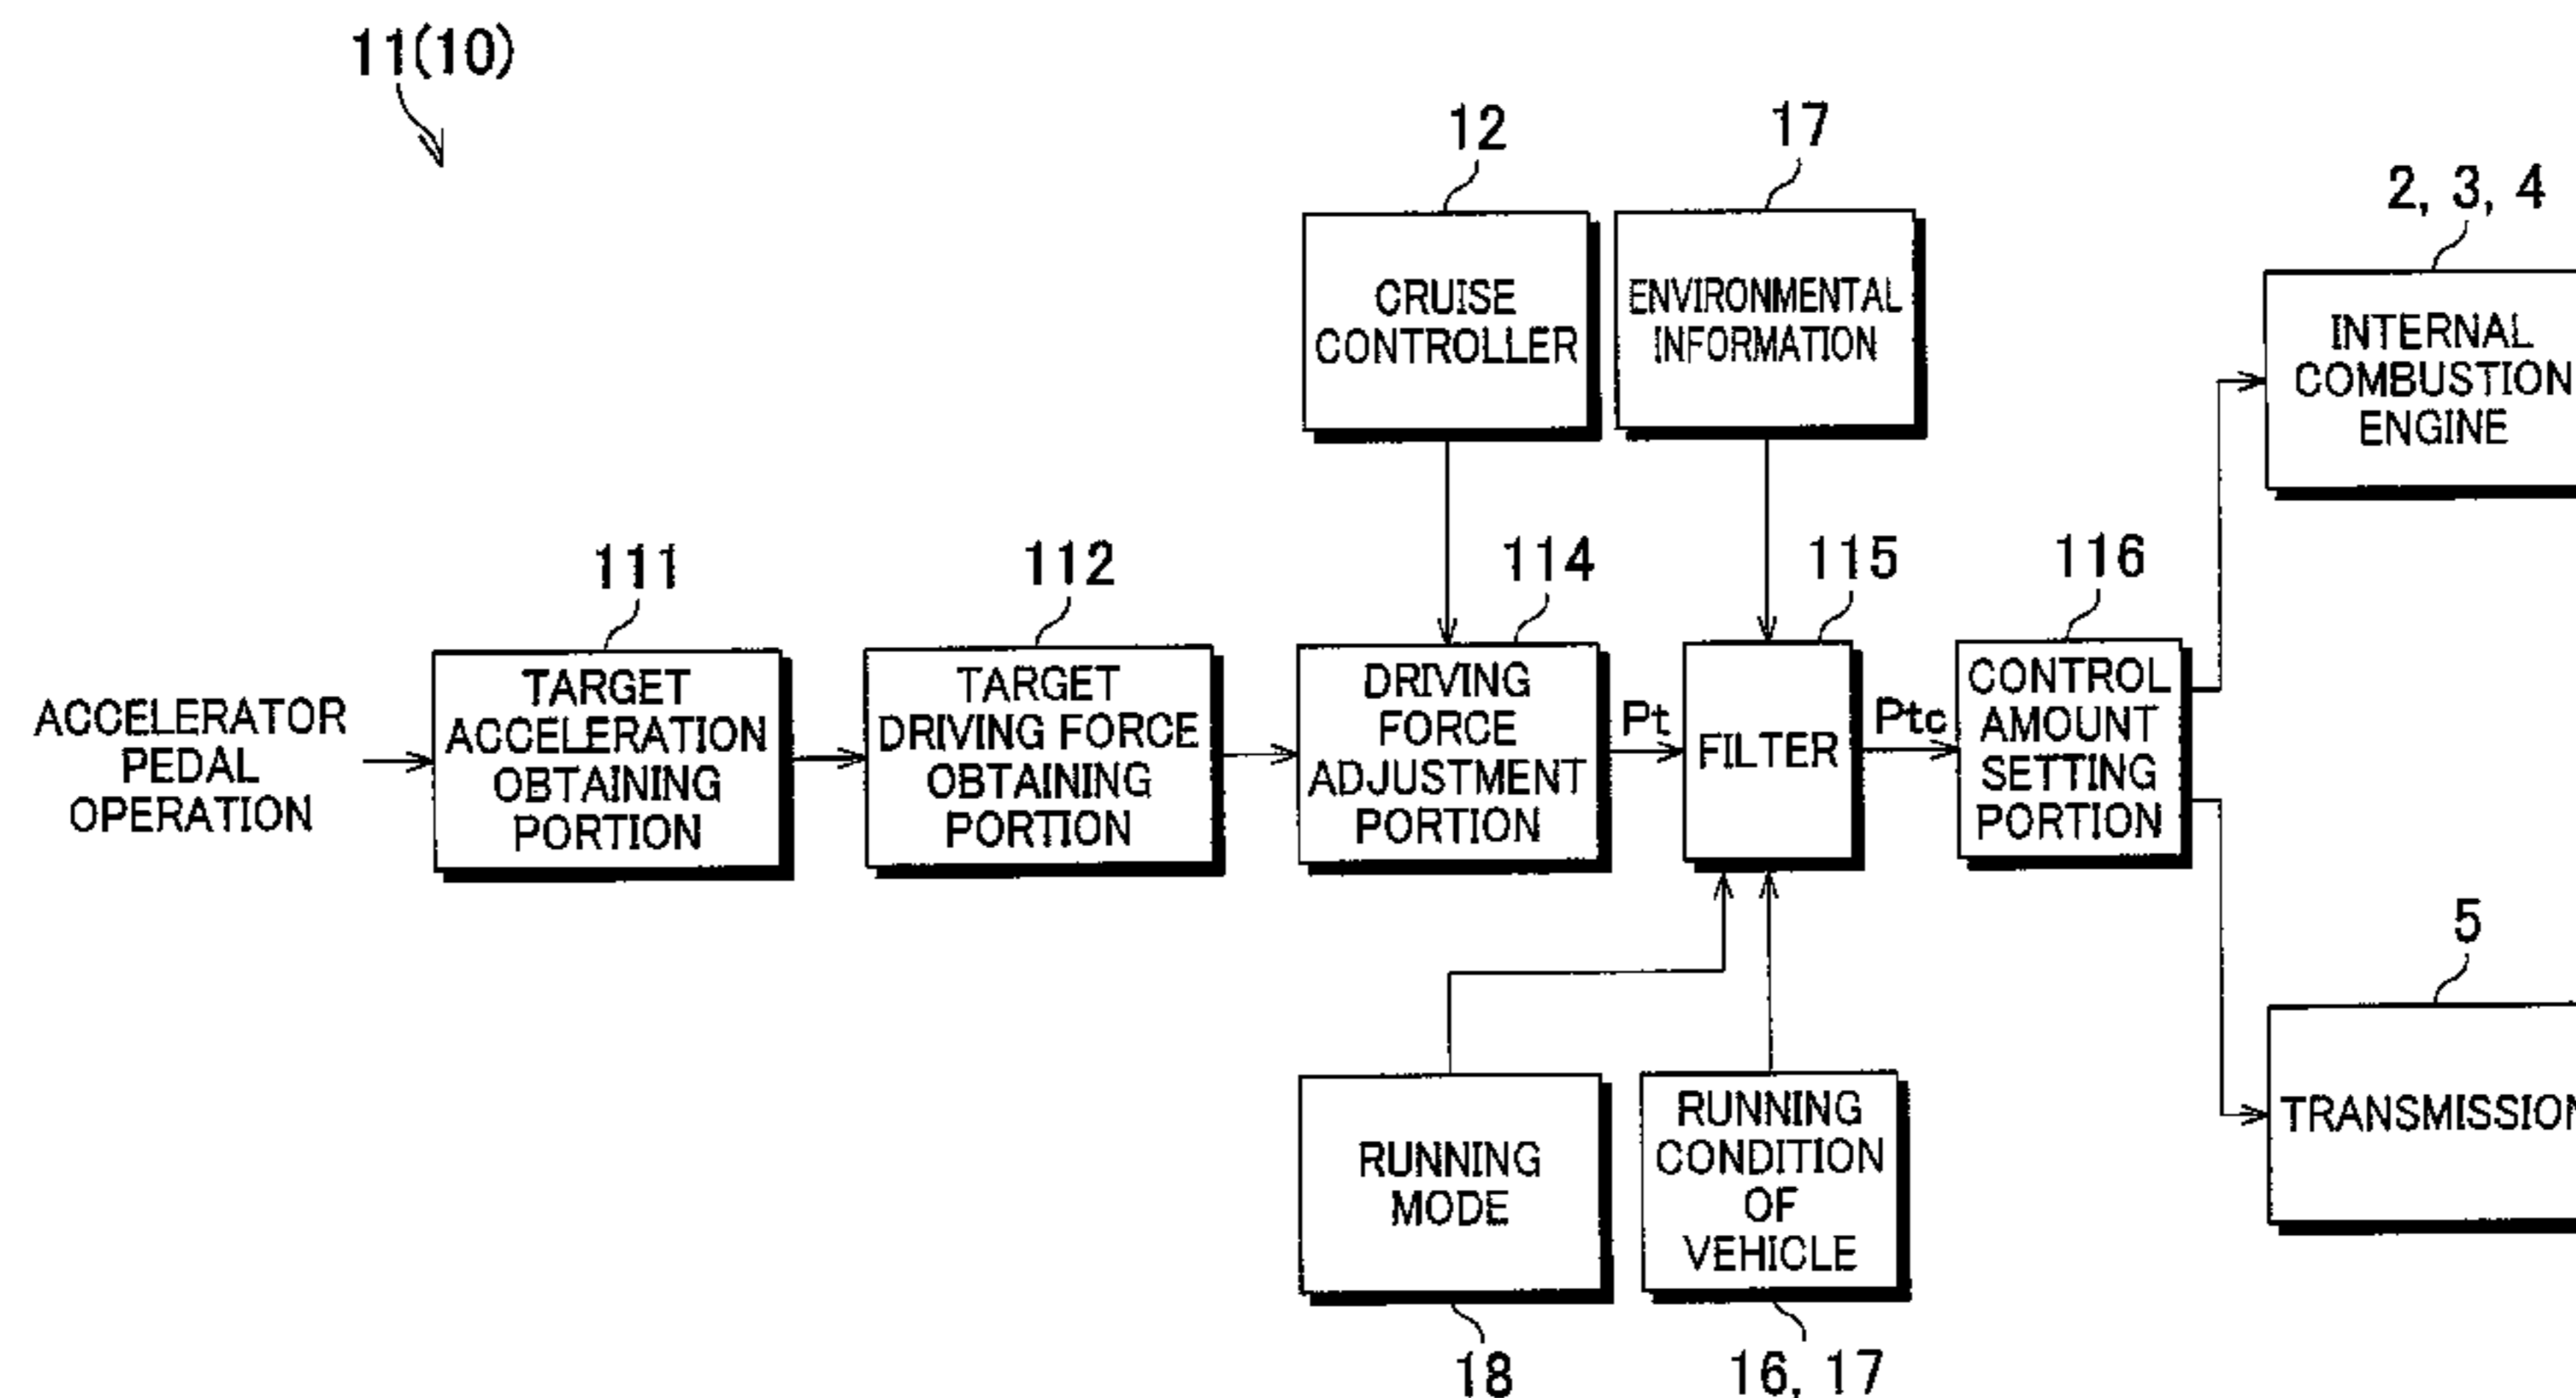 11(10)
12
17
2, 3, 4
CRUISE
CONTROLLER
ENVIRONMENTAL
INFORMATION
INTERNAL
COMBUSTION
ENGINE
111
112
114
115
116
ACCELERATOR
PEDAL
OPERATION
TARGET
ACCELERATION
OBTAINING
PORTION
TARGET
DRIVING FORCE
OBTAINING
PORTION
DRIVING
FORCE
ADJUSTMENT
PORTION
Pt
FILTER
Ptc
CONTROL
AMOUNT
SETTING
PORTION
5
TRANSMISSION
RUNNING
MODE
RUNNING
CONDITION
OF
VEHICLE
18
16, 17